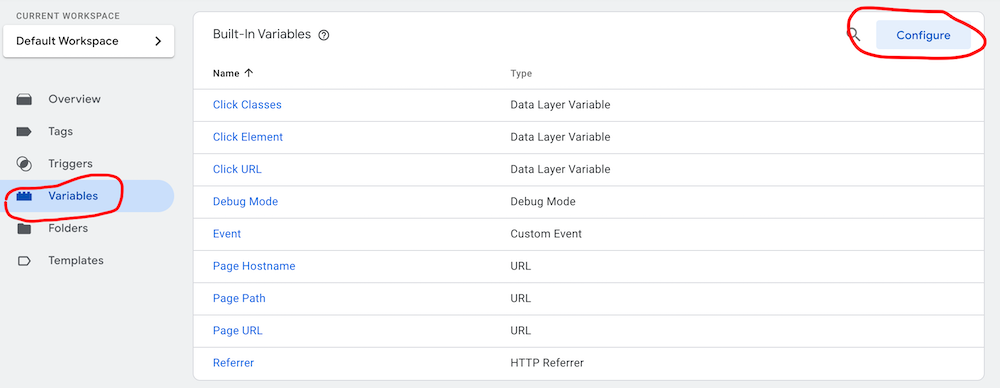 CURRENT WORKSPACE
Default Workspace
Overview
Tags
Triggers
Variables
Folders
Templates
Built-In Variables
Configure
Name Type
Click Classes Data Layer Variable
Click Element Data Layer Variable
Click URL Data Layer Variable
Debug Mode Debug Mode
Event Custom Event
Page Hostname URL
Page Path URL
Page URL URL
Referrer HTTP Referrer